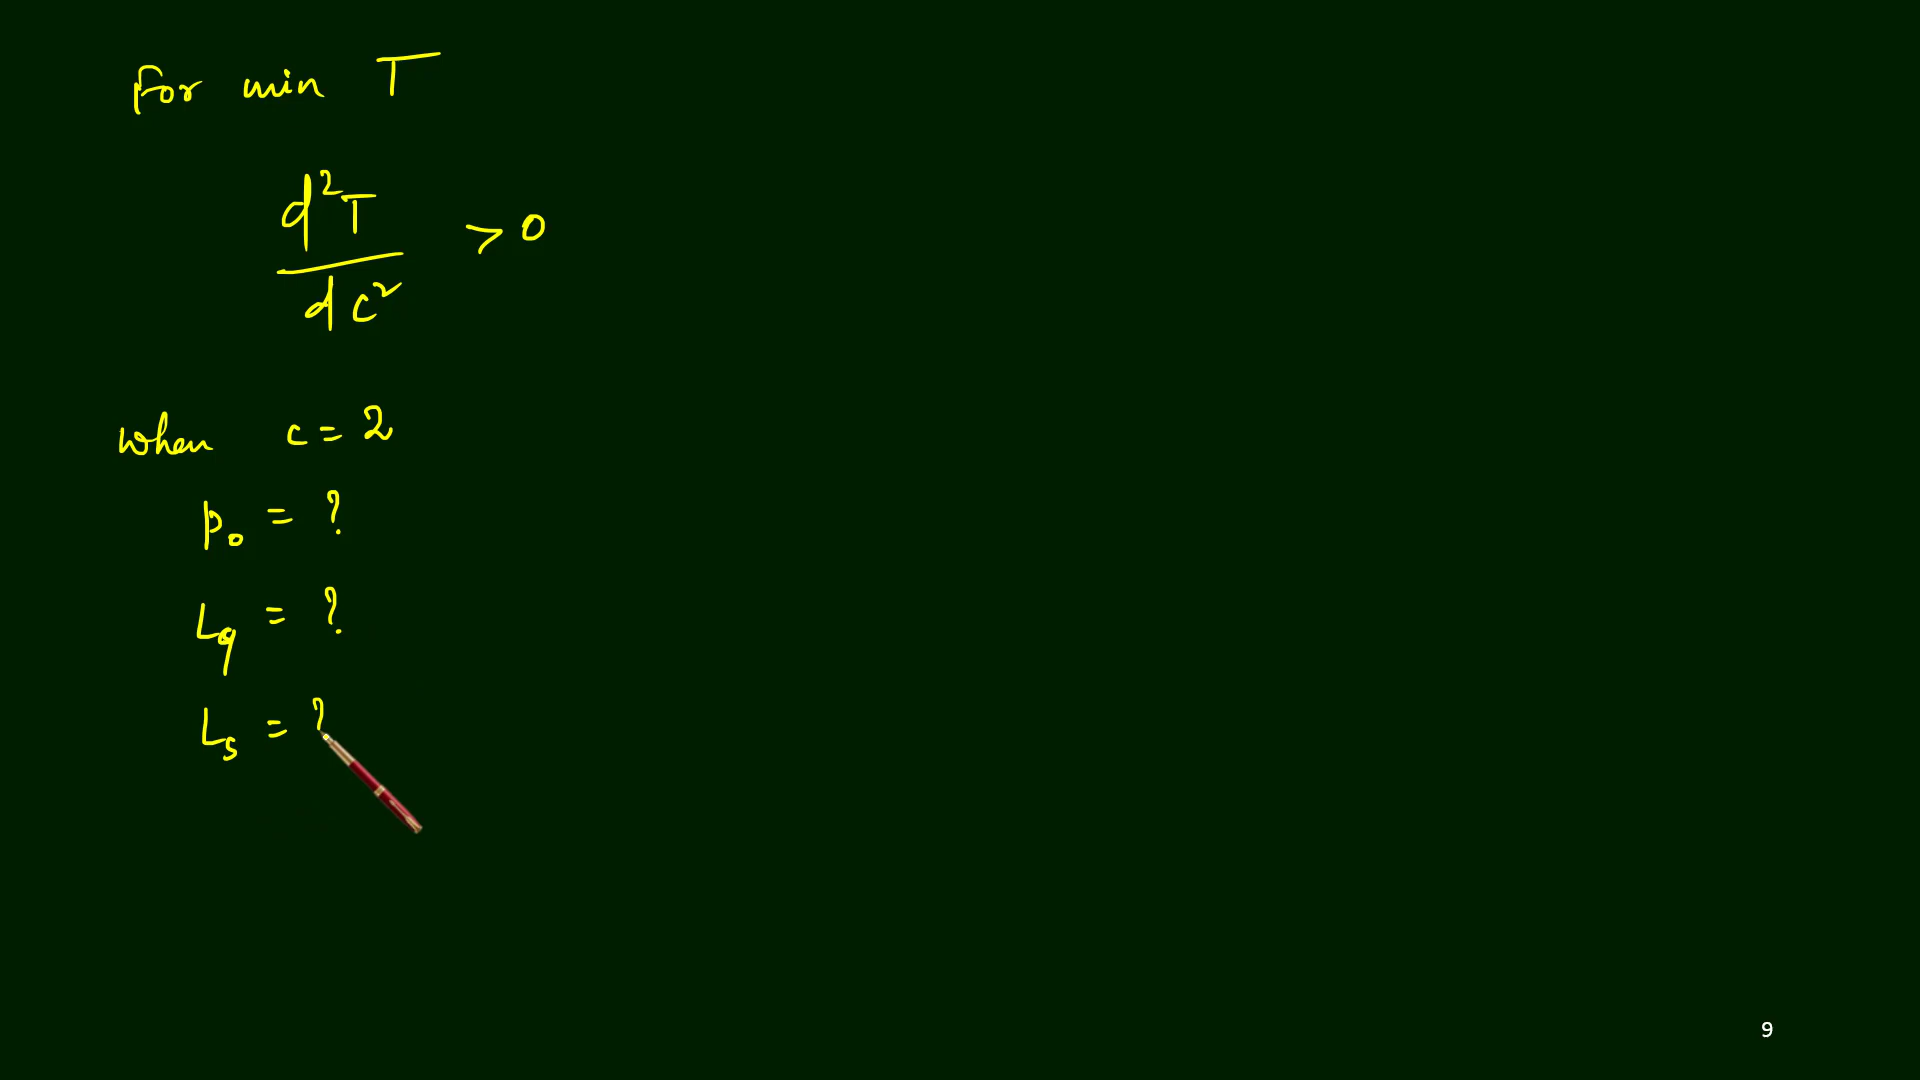 For min T
d²T
> 0
dc²
when c = 2
p₀ = ?
Lq = ?
Ls = ?
9